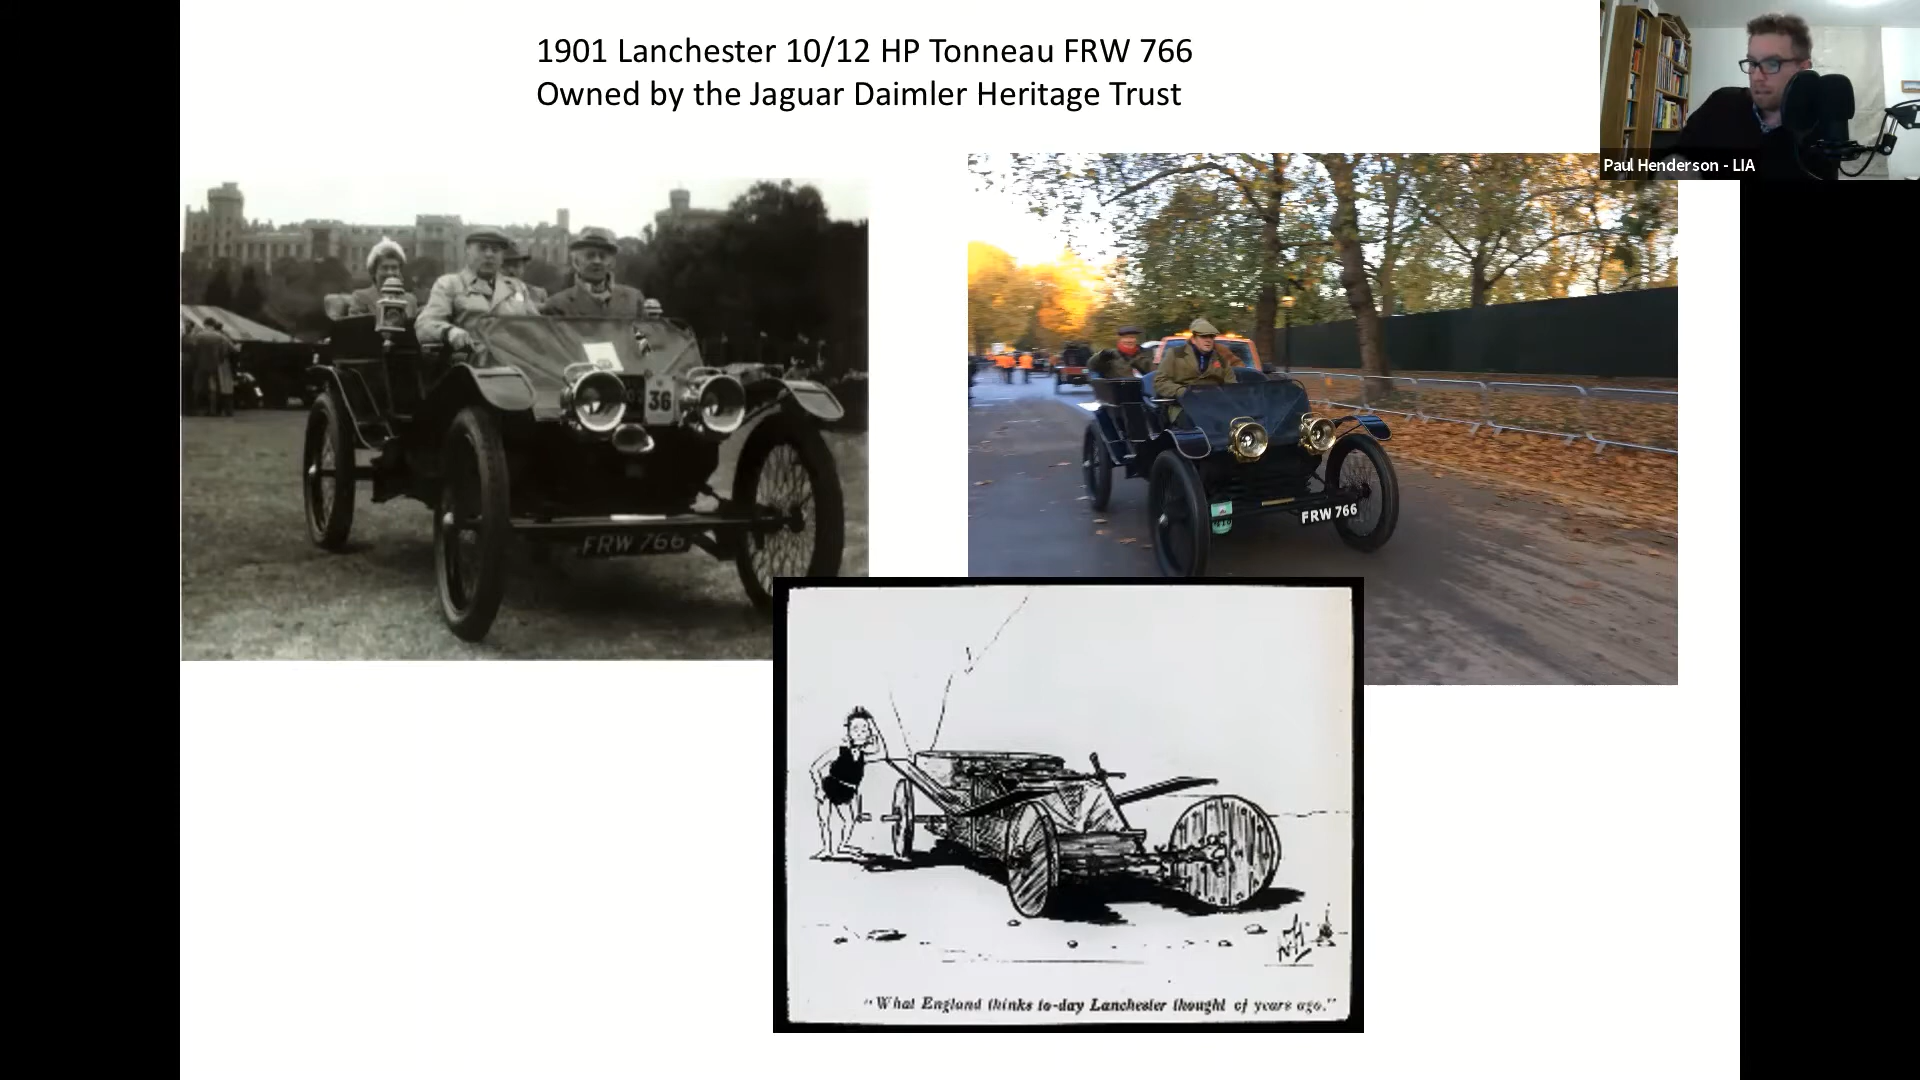 1901 Lanchester 10/12 HP Tonneau FRW 766
Owned by the Jaguar Daimler Heritage Trust
Paul Henderson - LIA
36
FRW 766
FRW 766
"What England thinks to-day Lanchester thought of years ago."